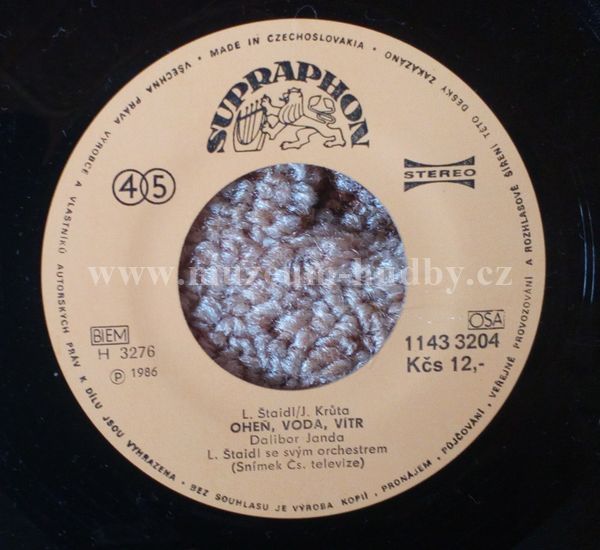 VŠECHNA PRÁVA VÝROBCE A VLASTNÍKŮ AUTORSKÝCH PRÁV K DÍLU JSOU VYHRAZENA • BEZ SOUHLASU JE VÝROBA KOPIÍ, PRONÁJEM, PŮJČOVÁNÍ, VEŘEJNÉ PROVOZOVÁNÍ A ROZHLASOVÉ ŠÍŘENÍ TÉTO DESKY ZAKÁZÁNO • MADE IN CZECHOSLOVAKIA •
SUPRAPHON
45
STEREO
www.muzeum-hudby.cz
BIEM
H 3276
Ⓟ 1986
OSA
1143 3204
Kčs 12,-
L. Štaidl/J. Krůta
OHEŇ, VODA, VÍTR
Dalibor Janda
L. Štaidl se svým orchestrem
(Snímek Čs. televize)